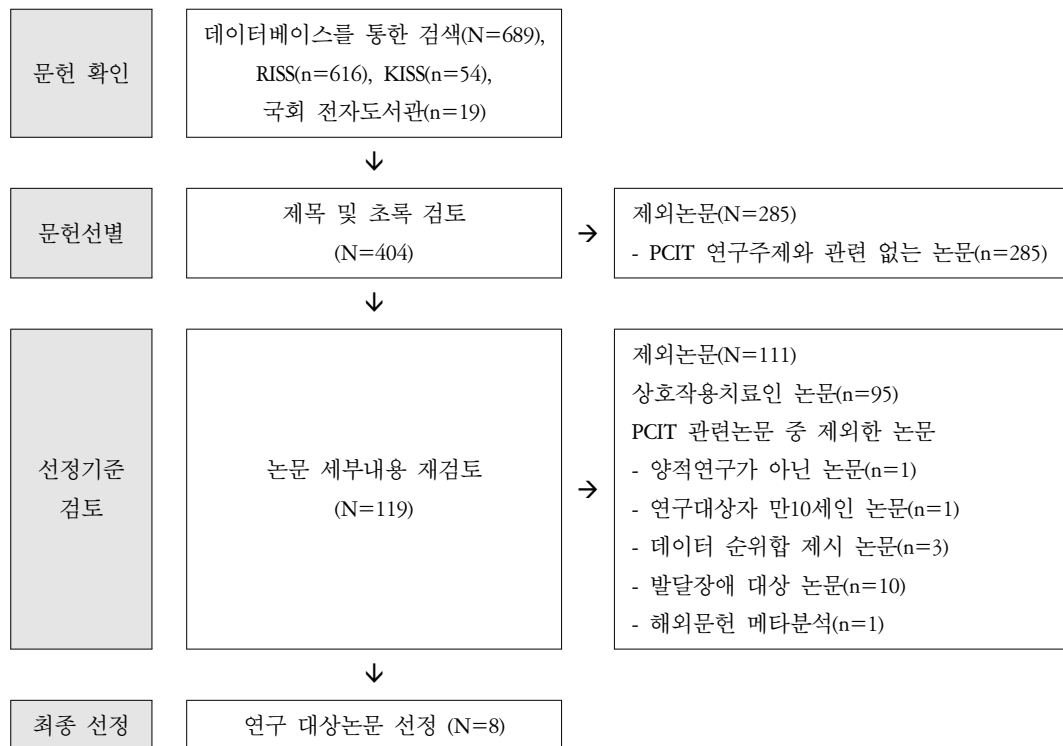 문헌 확인
데이터베이스를 통한 검색(N=689),
RISS(n=616), KISS(n=54),
국회 전자도서관(n=19)
↓
문헌선별
제목 및 초록 검토
(N=404)
→
제외논문(N=285)
- PCIT 연구주제와 관련 없는 논문(n=285)
↓
선정기준
검토
논문 세부내용 재검토
(N=119)
→
제외논문(N=111)
상호작용치료인 논문(n=95)
PCIT 관련논문 중 제외한 논문
- 양적연구가 아닌 논문(n=1)
- 연구대상자 만10세인 논문(n=1)
- 데이터 순위합 제시 논문(n=3)
- 발달장애 대상 논문(n=10)
- 해외문헌 메타분석(n=1)
↓
최종 선정
연구 대상논문 선정 (N=8)